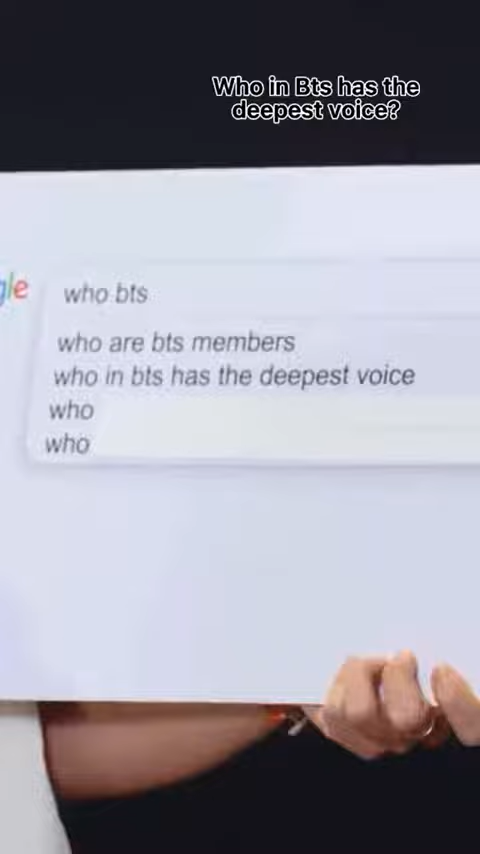 Who in Bts has the
deepest voice?
gle
who bts
who are bts members
who in bts has the deepest voice
who
who